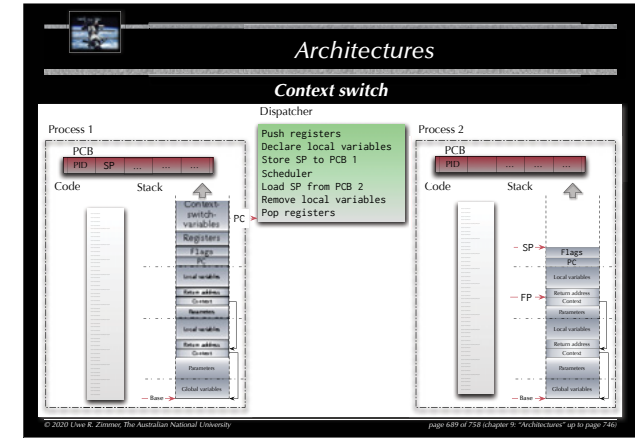 Architectures
Context switch
Dispatcher
Process 1
PCB
PID SP ... ... ...
Code
Stack
Context-
switch-
variables
Registers
Flags
PC
Local variables
Return address
Context
Parameters
Local variables
Return address
Context
Parameters
Global variables
Base
PC
Push registers
Declare local variables
Store SP to PCB 1
Scheduler
Load SP from PCB 2
Remove local variables
Pop registers
Process 2
PCB
PID ... ... ...
Code
Stack
SP
Flags
PC
Local variables
FP
Return address
Context
Parameters
Local variables
Return address
Context
Parameters
Global variables
Base
© 2020 Uwe R. Zimmer, The Australian National University
page 689 of 758 (chapter 9: "Architectures" up to page 746)